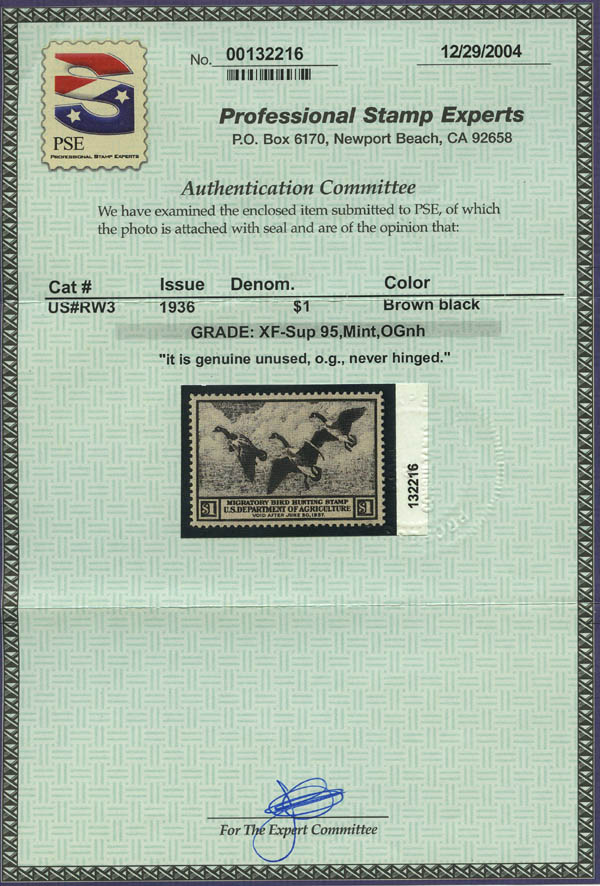 No. 00132216
12/29/2004
PSE
PROFESSIONAL STAMP EXPERTS
Professional Stamp Experts
P.O. Box 6170, Newport Beach, CA 92658
Authentication Committee
We have examined the enclosed item submitted to PSE, of which
the photo is attached with seal and are of the opinion that:
Cat # Issue Denom. Color
US#RW3 1936 $1 Brown black
GRADE: XF-Sup 95,Mint,OGnh
"it is genuine unused, o.g., never hinged."
MIGRATORY BIRD HUNTING STAMP
$1 U.S.DEPARTMENT OF AGRICULTURE $1
VOID AFTER JUNE 30, 1937.
132216
For The Expert Committee